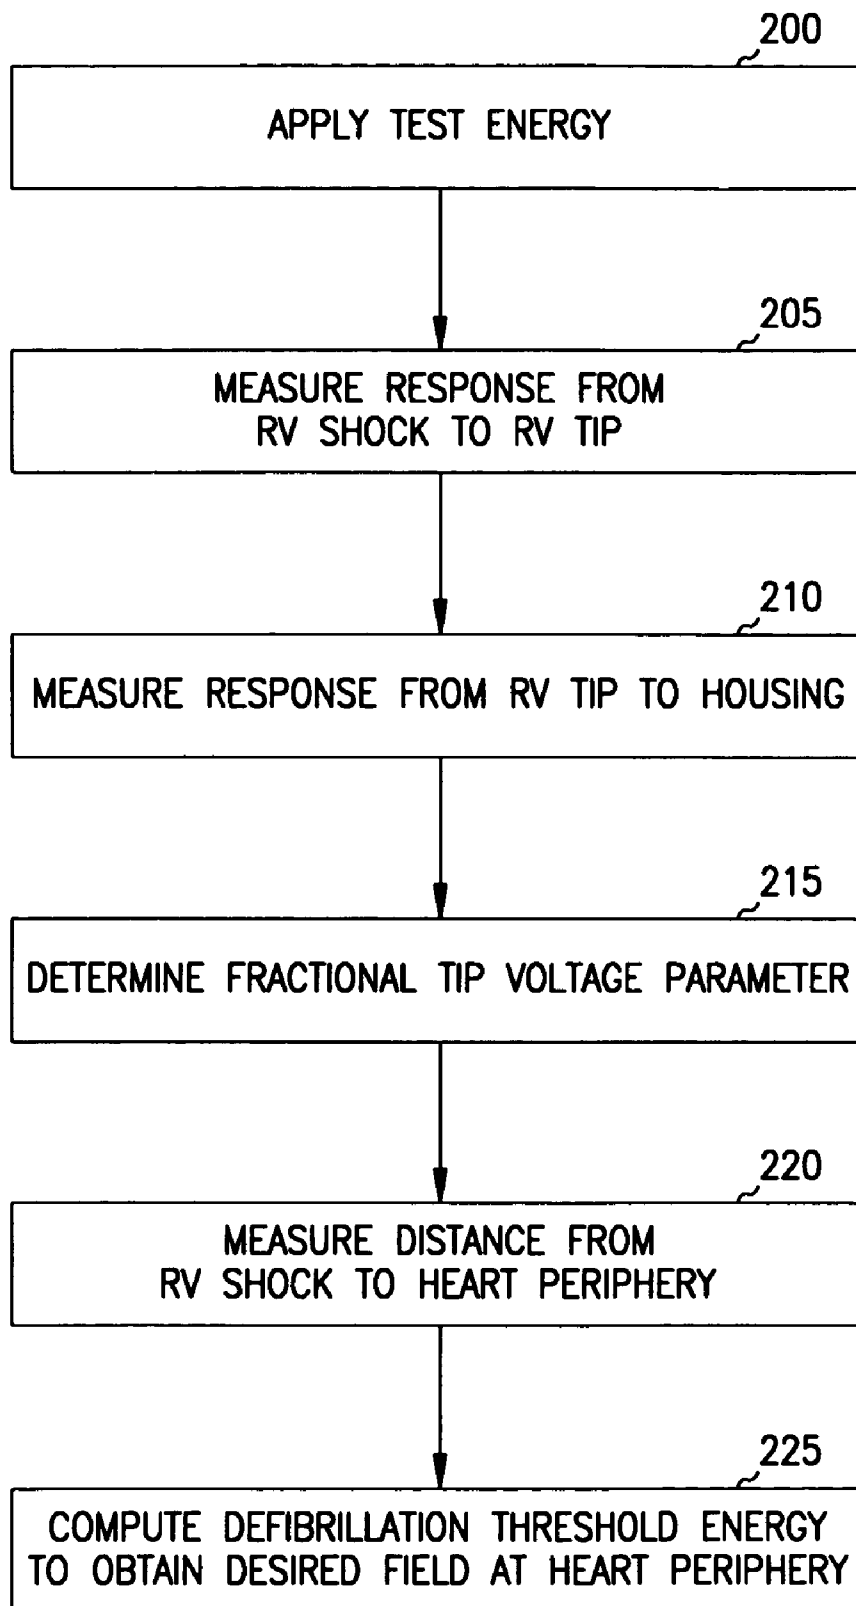 200
APPLY TEST ENERGY
205
MEASURE RESPONSE FROM
RV SHOCK TO RV TIP
210
MEASURE RESPONSE FROM RV TIP TO HOUSING
215
DETERMINE FRACTIONAL TIP VOLTAGE PARAMETER
220
MEASURE DISTANCE FROM
RV SHOCK TO HEART PERIPHERY
225
COMPUTE DEFIBRILLATION THRESHOLD ENERGY
TO OBTAIN DESIRED FIELD AT HEART PERIPHERY